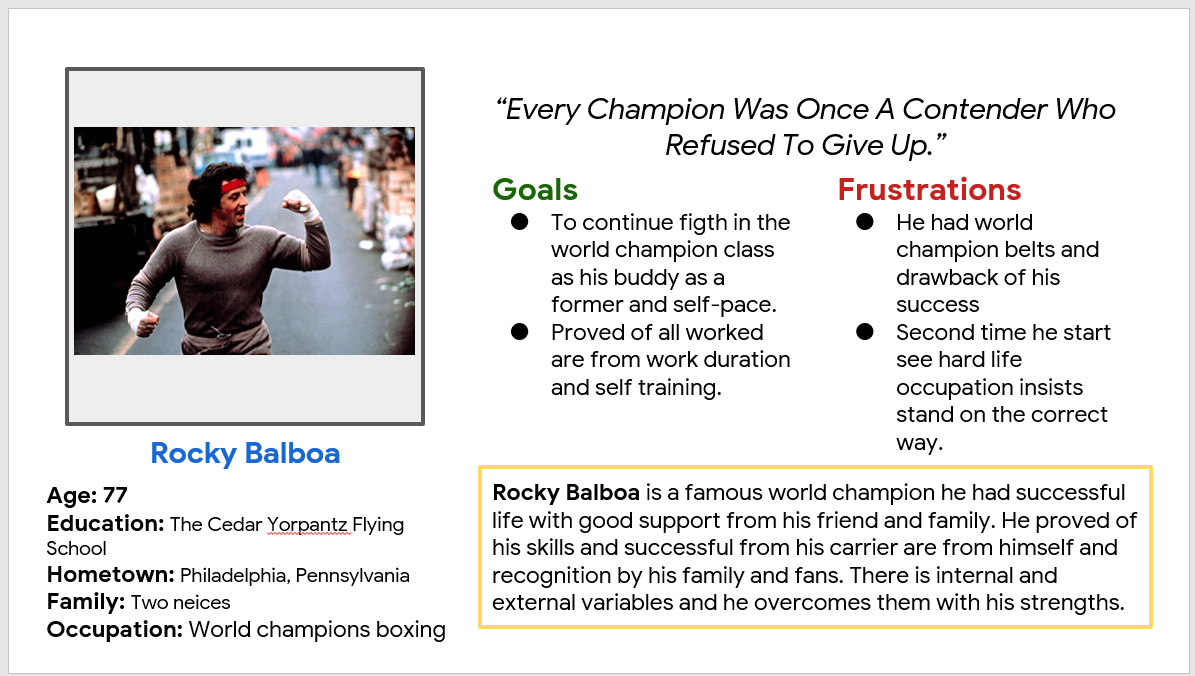 “Every Champion Was Once A Contender Who
Refused To Give Up.”
Goals
● To continue figth in the
world champion class
as his buddy as a
former and self-pace.
● Proved of all worked
are from work duration
and self training.
Frustrations
● He had world
champion belts and
drawback of his
success
● Second time he start
see hard life
occupation insists
stand on the correct
way.
Rocky Balboa
Age: 77
Education: The Cedar Yorpantz Flying
School
Hometown: Philadelphia, Pennsylvania
Family: Two neices
Occupation: World champions boxing
Rocky Balboa is a famous world champion he had successful
life with good support from his friend and family. He proved of
his skills and successful from his carrier are from himself and
recognition by his family and fans. There is internal and
external variables and he overcomes them with his strengths.